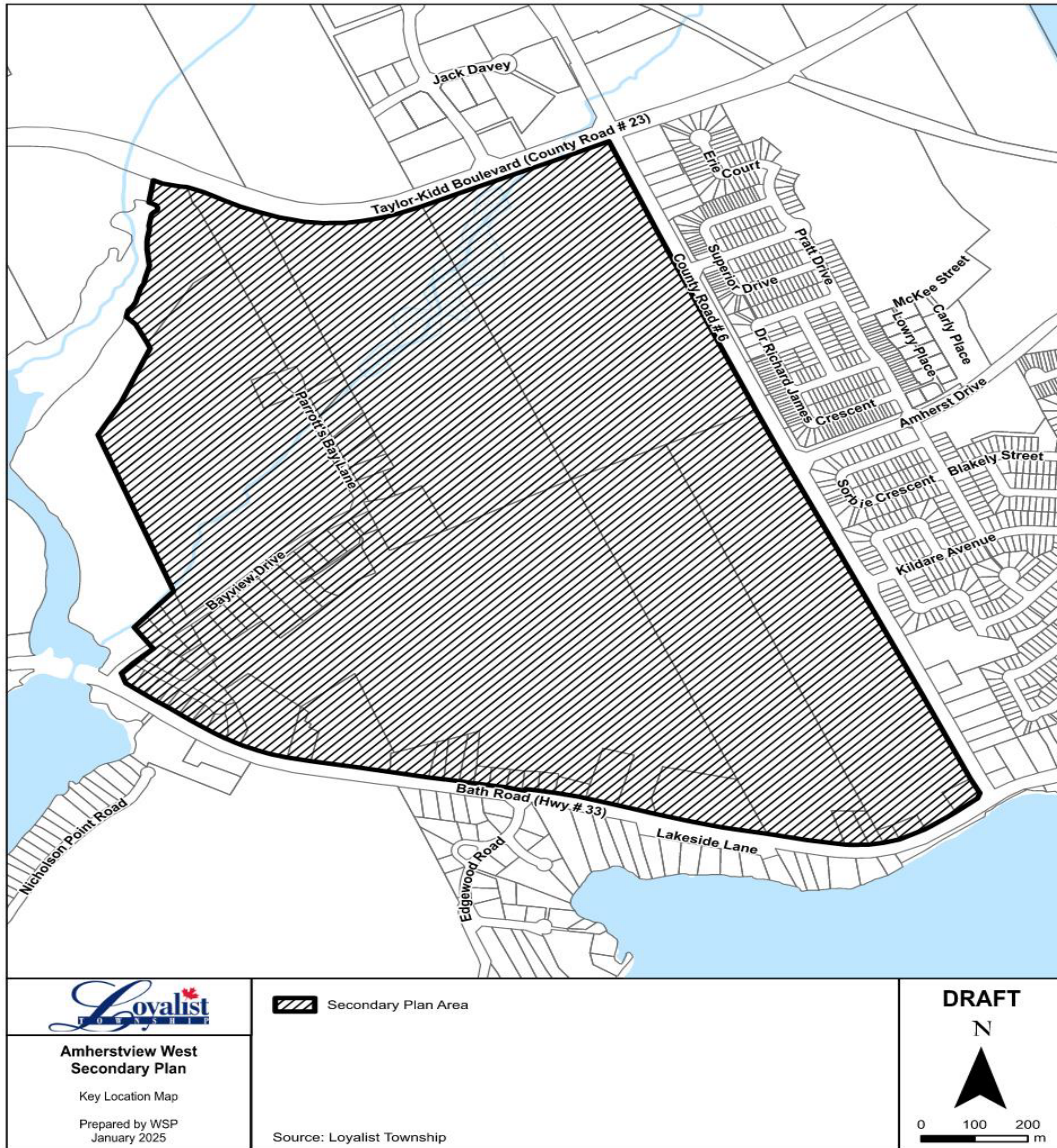 Jack Davey
Taylor-Kidd Boulevard (County Road # 23)
Erie Court
Pratt Drive
Superior Drive
County Road # 6
McKee Street
Carly Place
Lowry Place
Dr Richard James Crescent
Amherst Drive
Parrott's Bay Lane
Blakely Street
Sorbie Crescent
Kildare Avenue
Bayview Drive
Bath Road (Hwy # 33)
Lakeside Lane
Nicholson Point Road
Edgewood Road
Loyalist
TOWNSHIP
Amherstview West
Secondary Plan
Key Location Map
Prepared by WSP
January 2025
Secondary Plan Area
Source: Loyalist Township
DRAFT
N
0 100 200
m